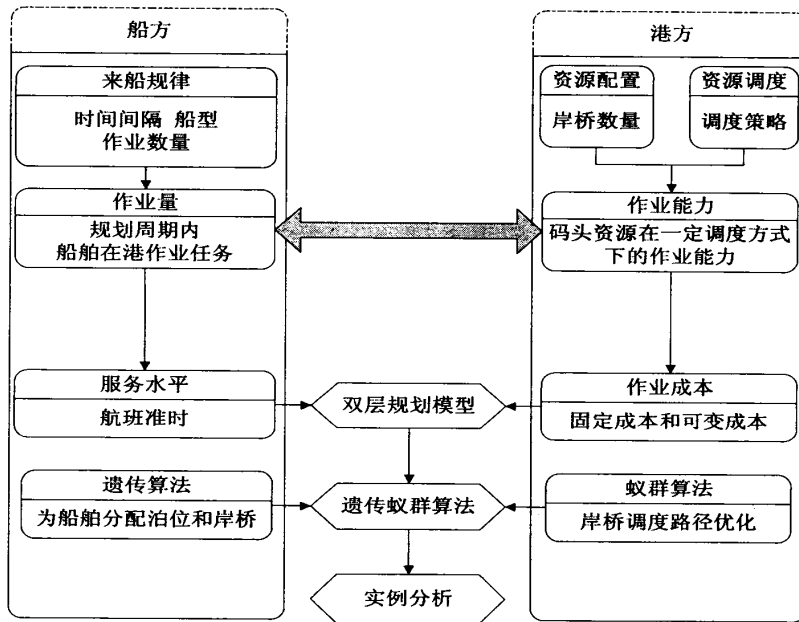 船方
港方
来船规律
时间间隔 船型
作业数量
资源配置
岸桥数量
资源调度
调度策略
作业量
规划周期内
船舶在港作业任务
作业能力
码头资源在一定调度方式
下的作业能力
服务水平
航班准时
双层规划模型
作业成本
固定成本和可变成本
遗传算法
为船舶分配泊位和岸桥
遗传蚁群算法
蚁群算法
岸桥调度路径优化
实例分析